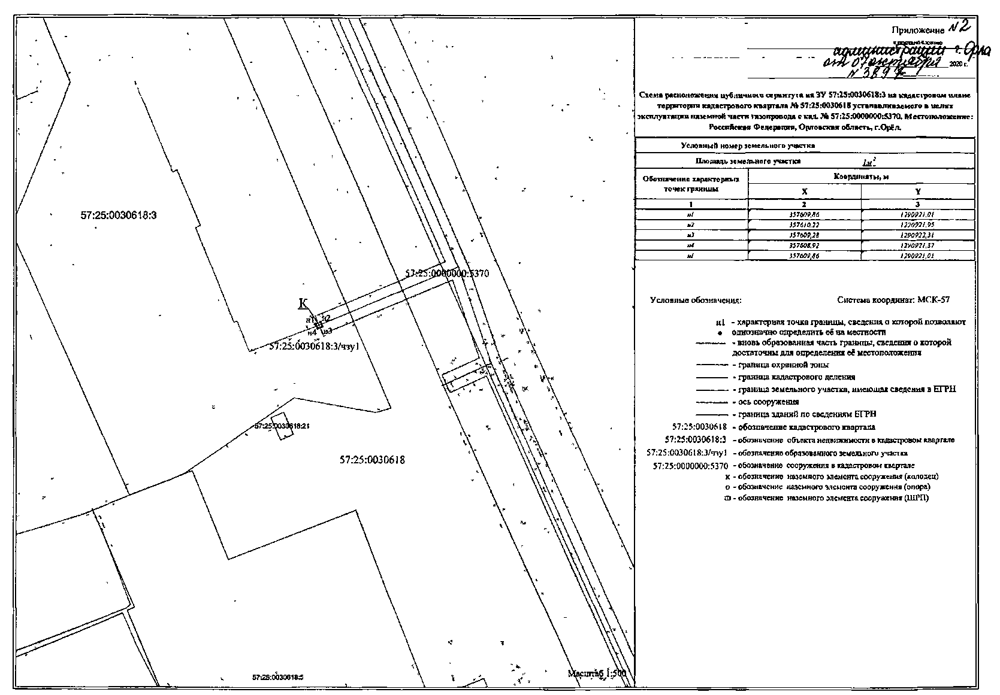 Приложение №2
к постановлению
администрации г. Орла
от 07 октября 2020 г.
№ 3897
Схема расположения публичного сервитута на ЗУ 57:25:0030618:3 на кадастровом плане
территории кадастрового квартала № 57:25:0030618 устанавливаемого в целях
эксплуатации наземной части газопровода с кад. № 57:25:0000000:5370. Местоположение:
Российская Федерация, Орловская область, г.Орёл.
Условный номер земельного участка
Площадь земельного участка 1м²
Обозначение характерных
точек границы
Координаты, м
X Y
1 2 3
н1 357609,86 1290921,01
н2 357610,22 1290921,95
н3 357609,28 1290922,31
н4 357608,92 1290921,37
н1 357609,86 1290921,01
Условные обозначения: Система координат: МСК-57
н1 - характерная точка границы, сведения о которой позволяют
однозначно определить её на местности
- вновь образованная часть границы, сведения о которой
достаточны для определения её местоположения
- граница охранной зоны
- граница кадастрового деления
- граница земельного участка, имеющая сведения в ЕГРН
- ось сооружения
- граница зданий по сведениям ЕГРН
57:25:0030618 - обозначение кадастрового квартала
57:25:0030618:3 - обозначение объекта недвижимости в кадастровом квартале
57:25:0030618:3/чзу1 - обозначение образованного земельного участка
57:25:0000000:5370 - обозначение сооружения в кадастровом квартале
к - обозначение наземного элемента сооружения (колодец)
о - обозначение наземного элемента сооружения (опора)
ш - обозначение наземного элемента сооружения (ШРП)
57:25:0030618:3
57:25:0000000:5370
К
н1 н2
н4 н3
57:25:0030618:3/чзу1
57:25:0030618:21
57:25:0030618
57:25:0030618:5
Масштаб 1:500